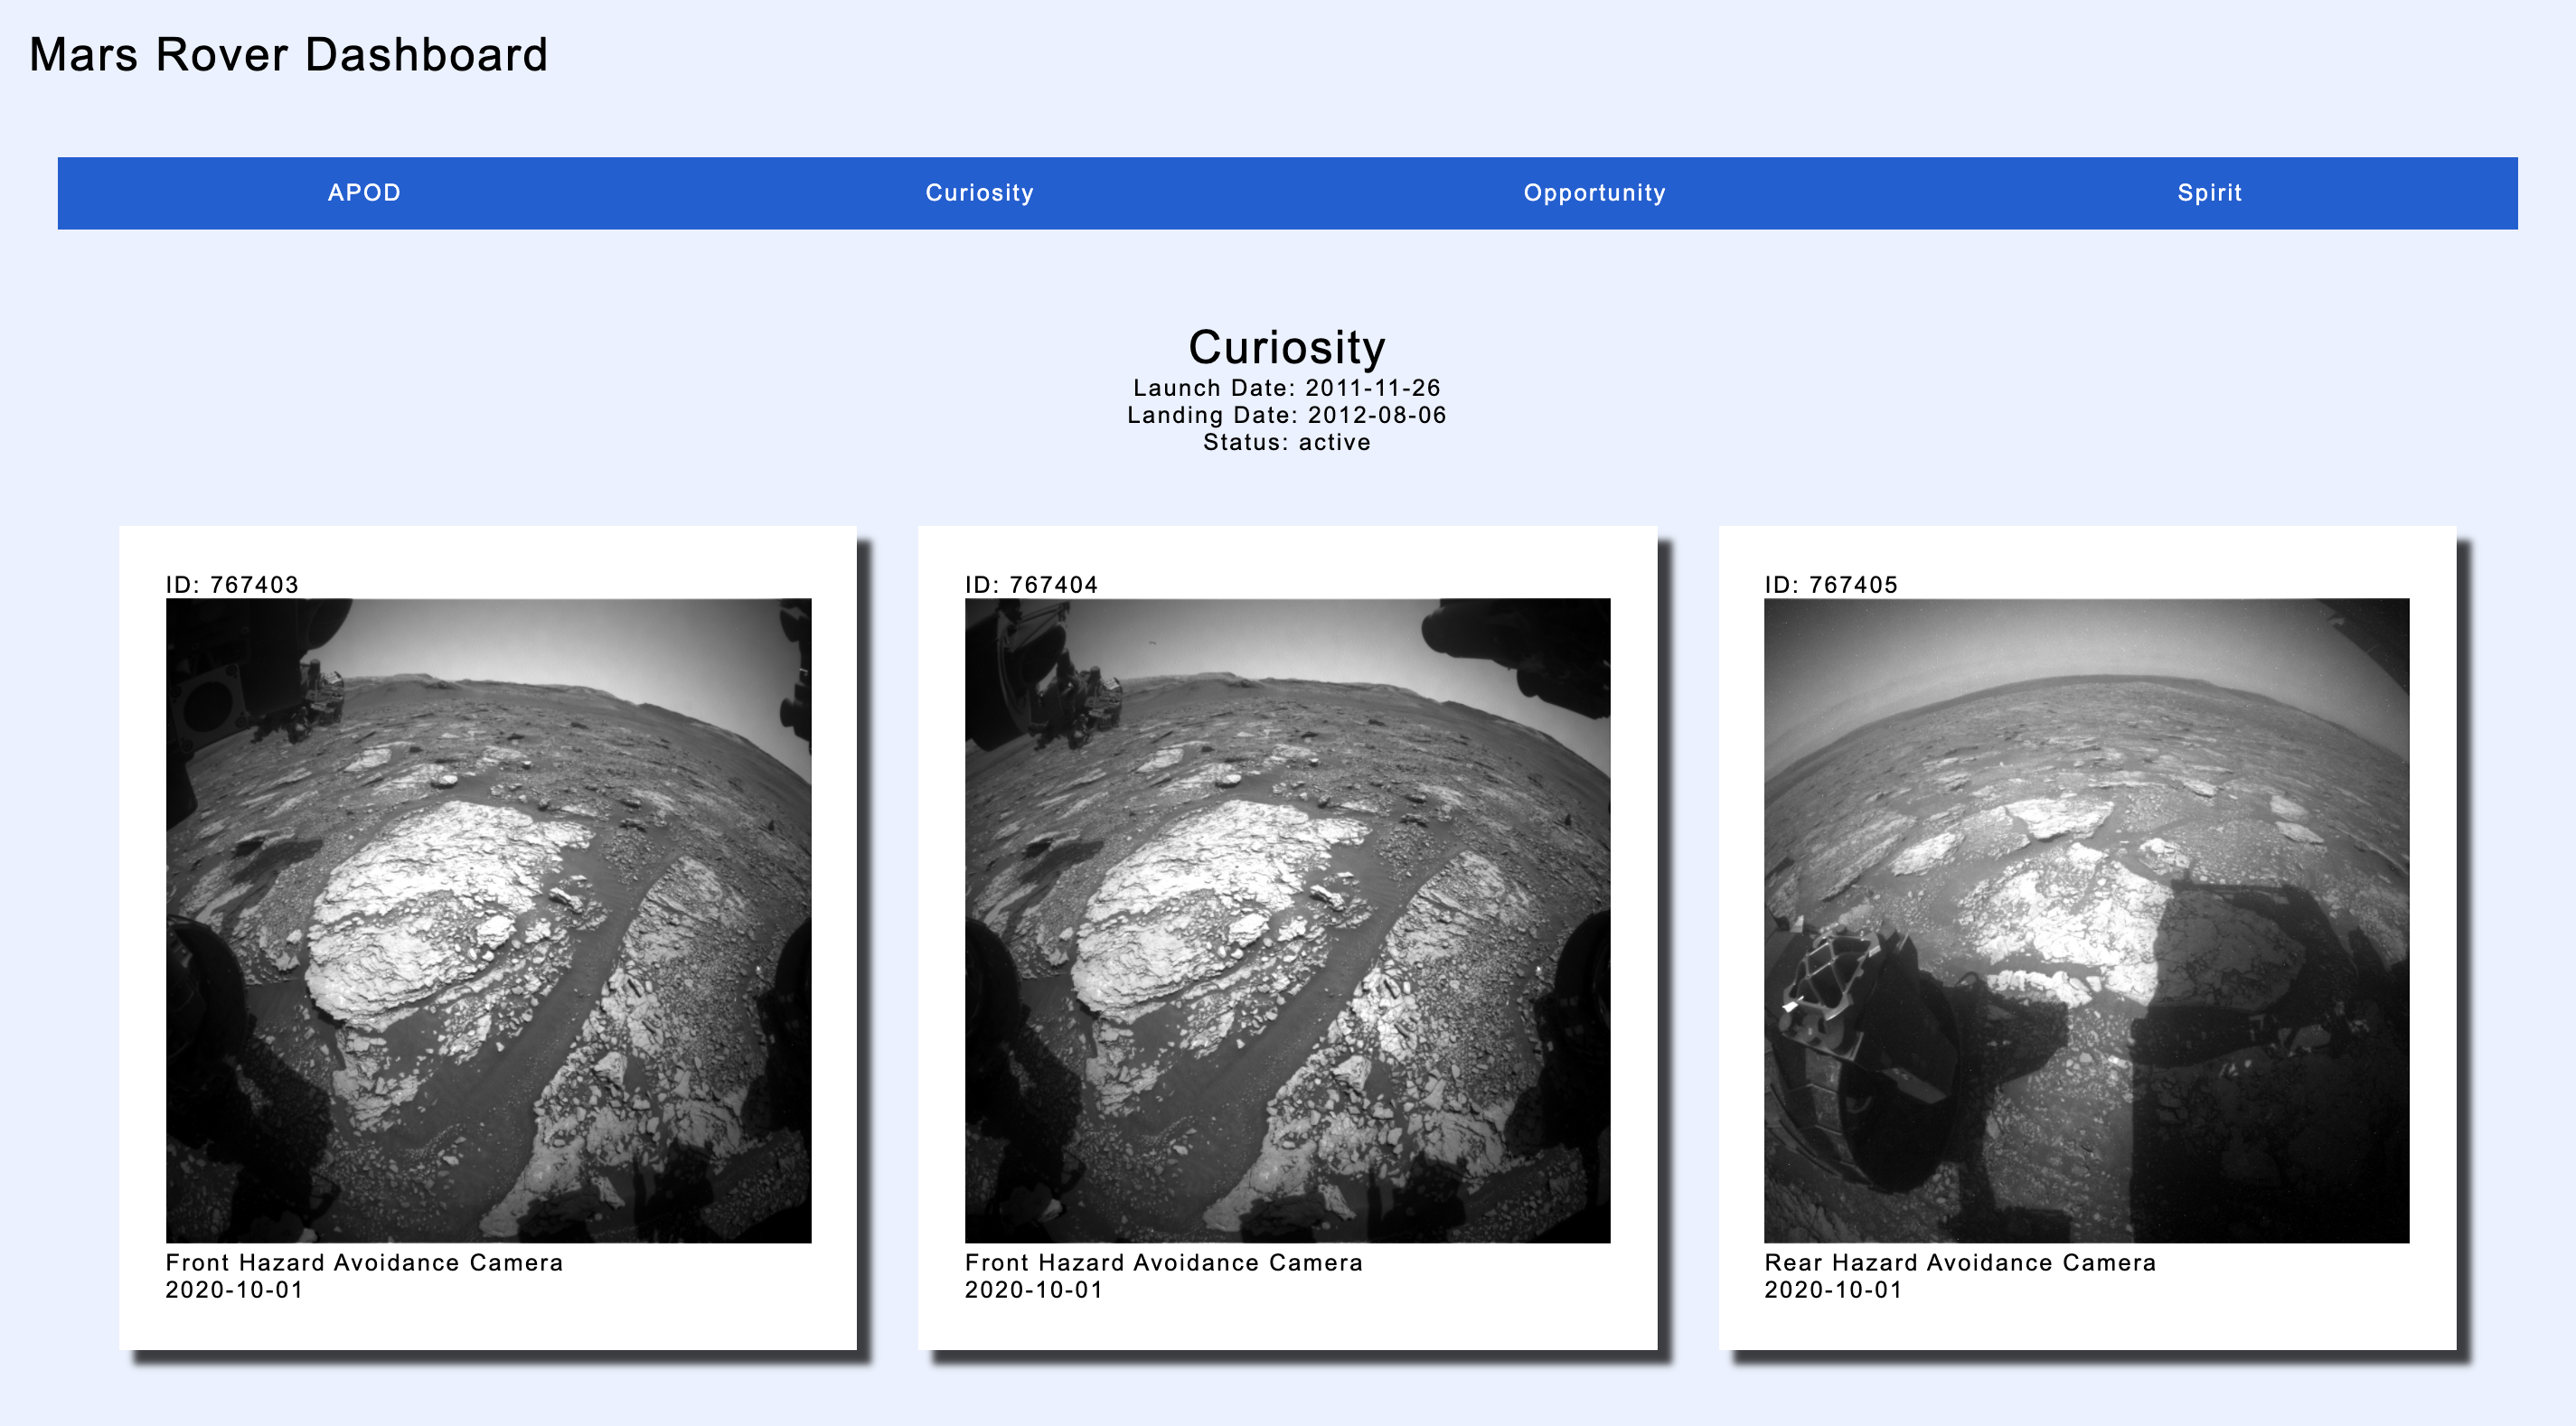 Mars Rover Dashboard
APOD Curiosity Opportunity Spirit
Curiosity
Launch Date: 2011-11-26
Landing Date: 2012-08-06
Status: active
ID: 767403
Front Hazard Avoidance Camera
2020-10-01
ID: 767404
Front Hazard Avoidance Camera
2020-10-01
ID: 767405
Rear Hazard Avoidance Camera
2020-10-01